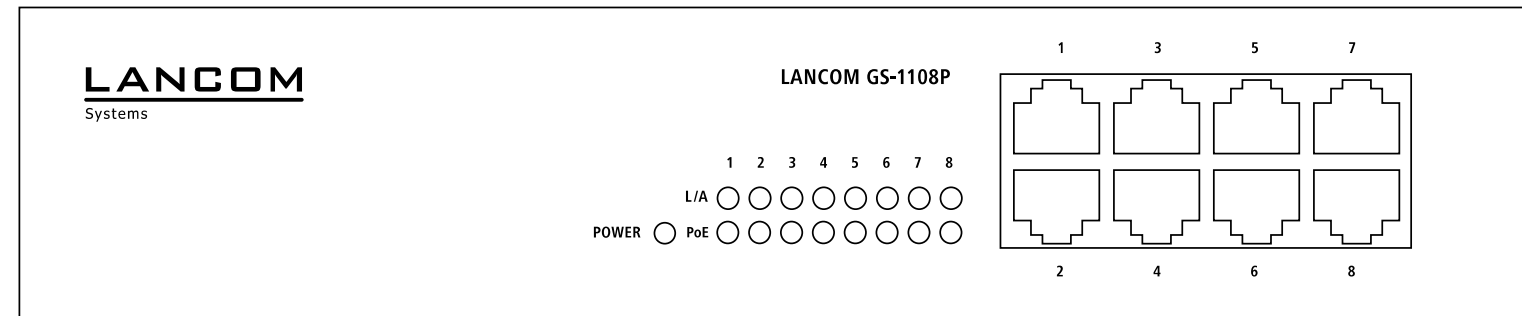 1 3 5 7
LANCOM
Systems
LANCOM GS-1108P
1 2 3 4 5 6 7 8
L/A
POWER PoE
2 4 6 8